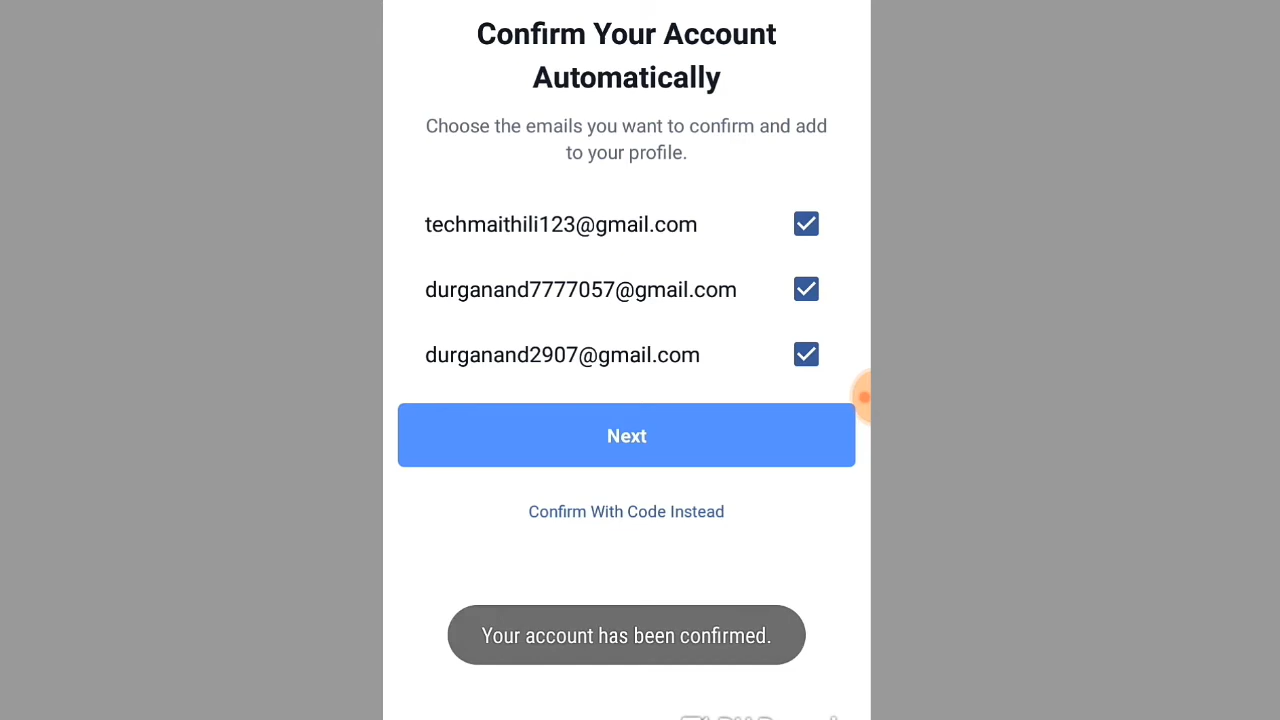 Confirm Your Account
Automatically
Choose the emails you want to confirm and add
to your profile.
techmaithili123@gmail.com
durganand7777057@gmail.com
durganand2907@gmail.com
Next
Confirm With Code Instead
Your account has been confirmed.